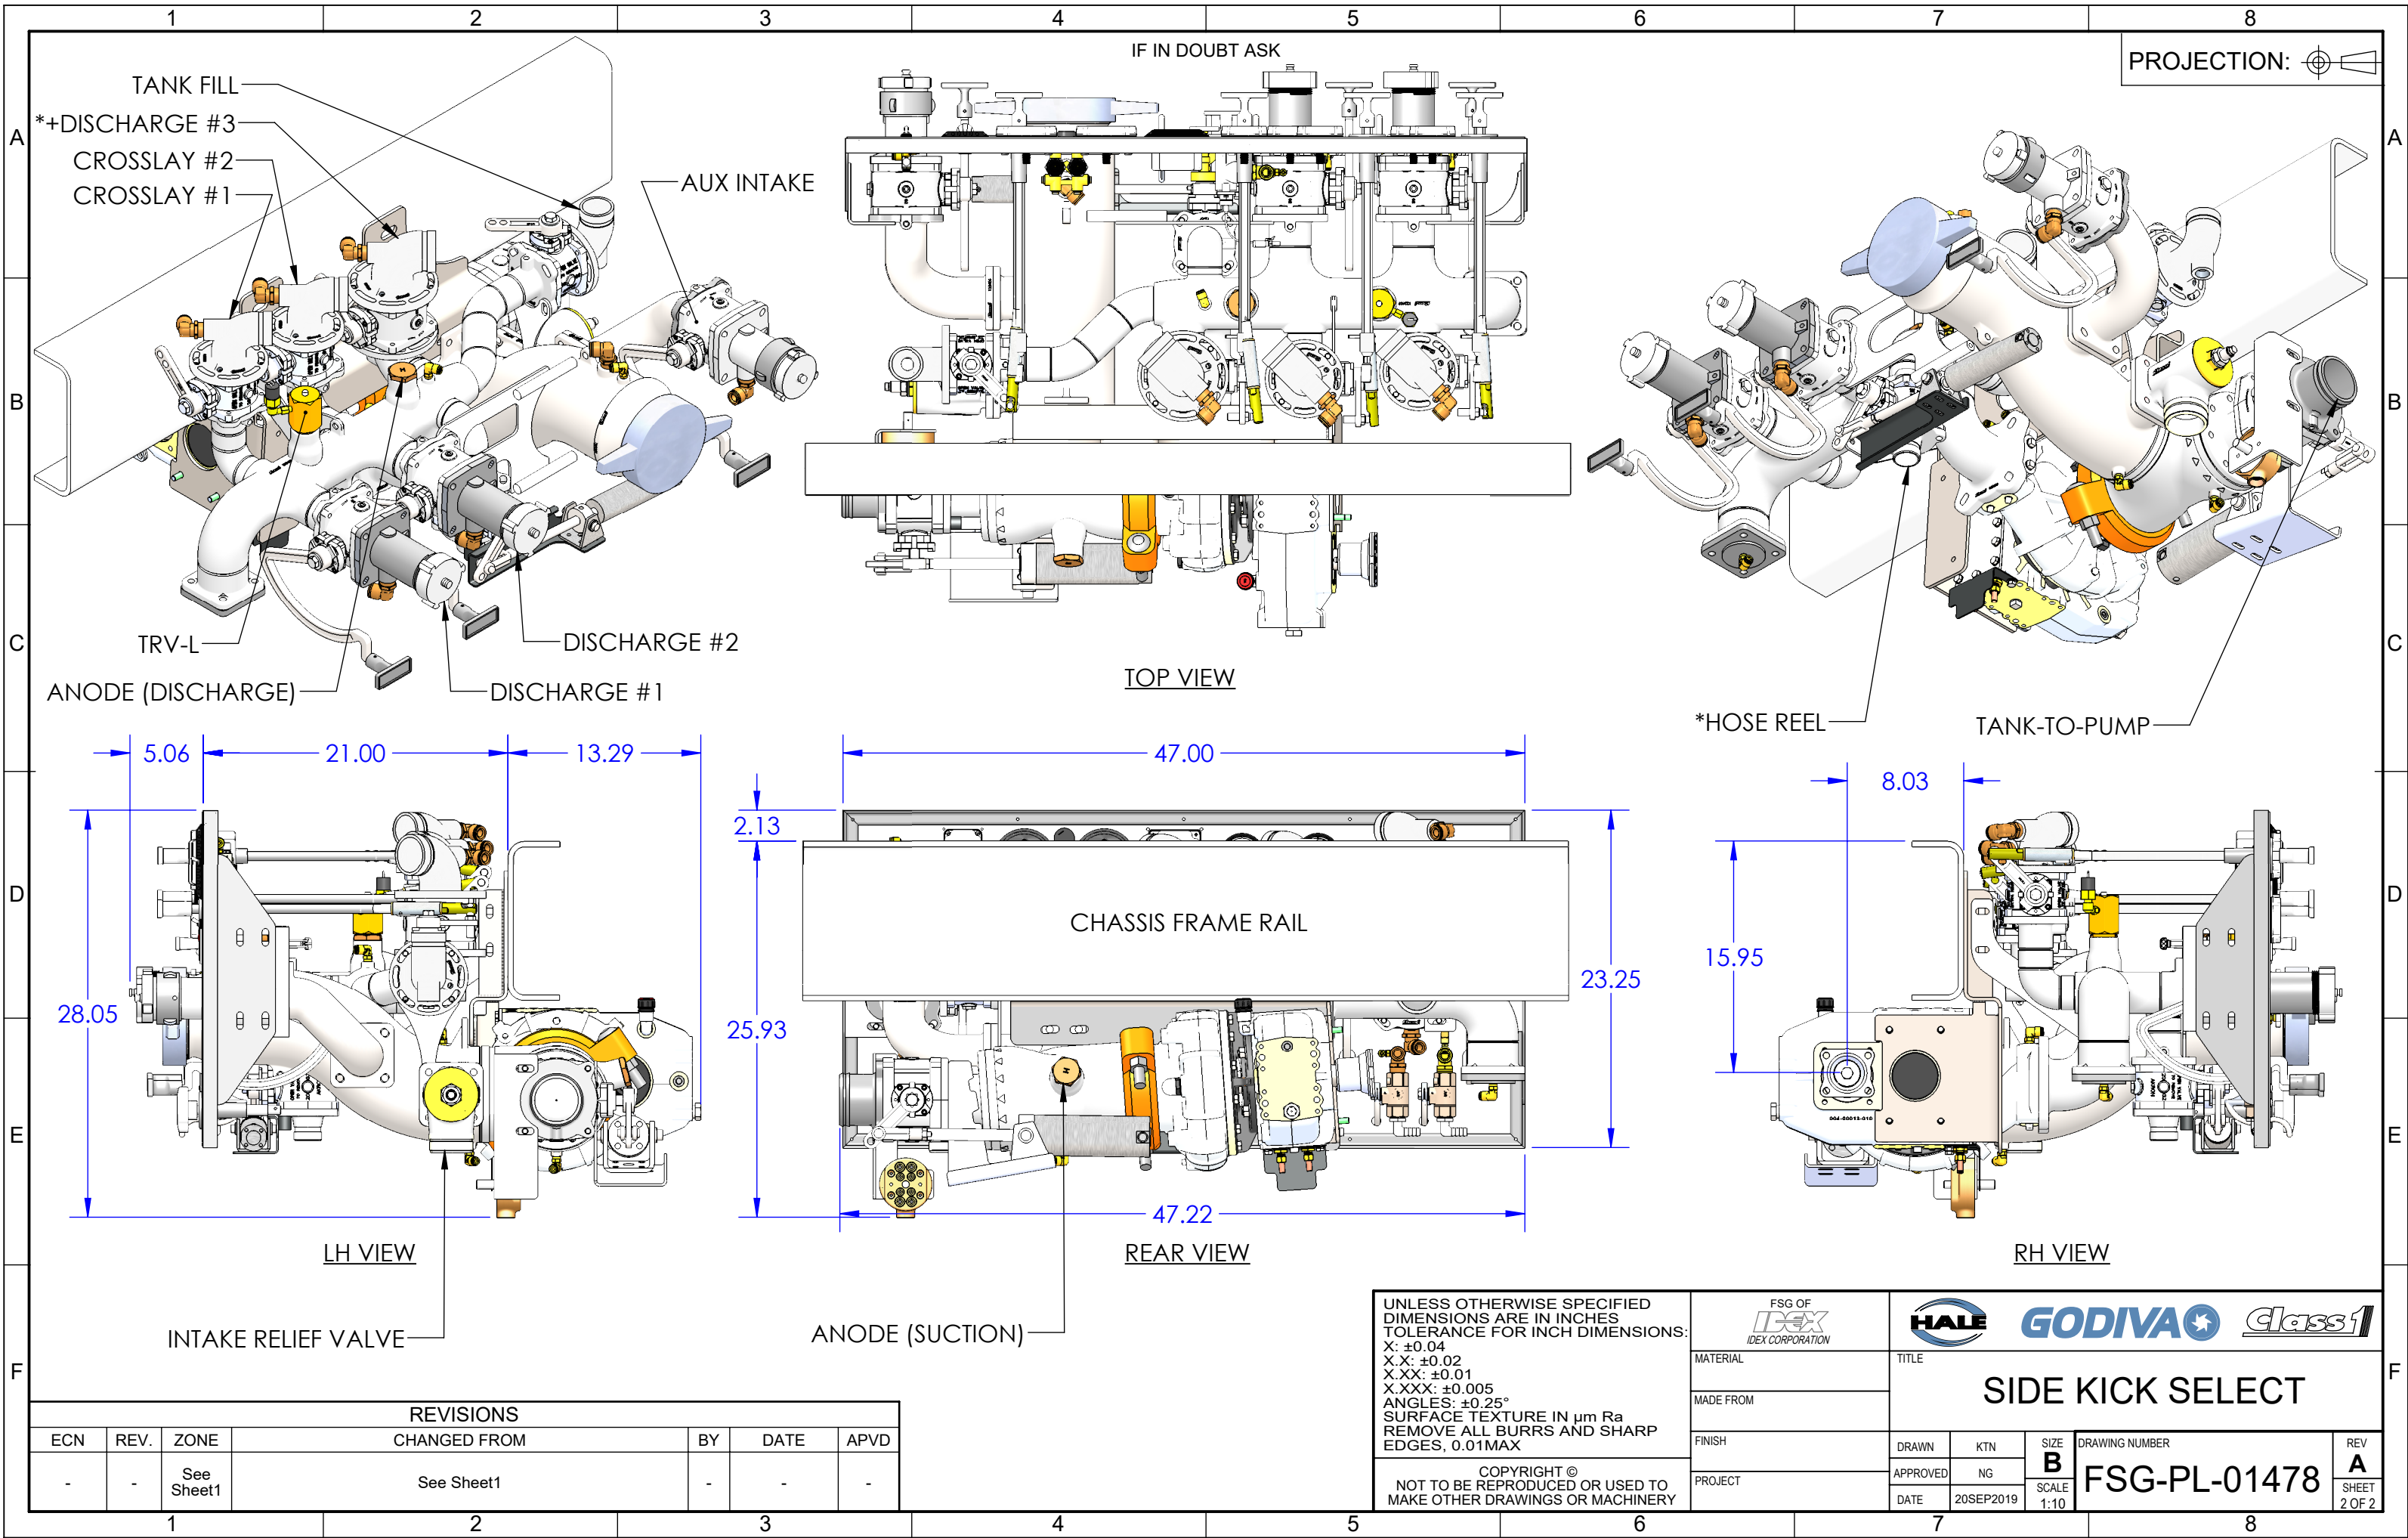 1 2 3 4 5 6 7 8
IF IN DOUBT ASK
PROJECTION:
A
A
B
B
C
C
D
D
E
E
F
F
TANK FILL
*+DISCHARGE #3
CROSSLAY #2
CROSSLAY #1
AUX INTAKE
TRV-L
ANODE (DISCHARGE)
DISCHARGE #2
DISCHARGE #1
TOP VIEW
*HOSE REEL
TANK-TO-PUMP
5.06
21.00
13.29
28.05
LH VIEW
INTAKE RELIEF VALVE
47.00
2.13
25.93
CHASSIS FRAME RAIL
23.25
47.22
REAR VIEW
ANODE (SUCTION)
8.03
15.95
RH VIEW
REVISIONS
ECN REV. ZONE CHANGED FROM BY DATE APVD
- - See Sheet1 See Sheet1 - - -
UNLESS OTHERWISE SPECIFIED
DIMENSIONS ARE IN INCHES
TOLERANCE FOR INCH DIMENSIONS:
X: ±0.04
X.X: ±0.02
X.XX: ±0.01
X.XXX: ±0.005
ANGLES: ±0.25°
SURFACE TEXTURE IN µm Ra
REMOVE ALL BURRS AND SHARP
EDGES, 0.01MAX
COPYRIGHT ©
NOT TO BE REPRODUCED OR USED TO
MAKE OTHER DRAWINGS OR MACHINERY
FSG OF
IDEX
IDEX CORPORATION
MATERIAL
MADE FROM
FINISH
PROJECT
HALE GODIVA Class1
TITLE
SIDE KICK SELECT
DRAWN KTN
APPROVED NG
DATE 20SEP2019
SIZE
B
SCALE
1:10
DRAWING NUMBER
FSG-PL-01478
REV
A
SHEET
2 OF 2
1 2 3 4 5 6 7 8